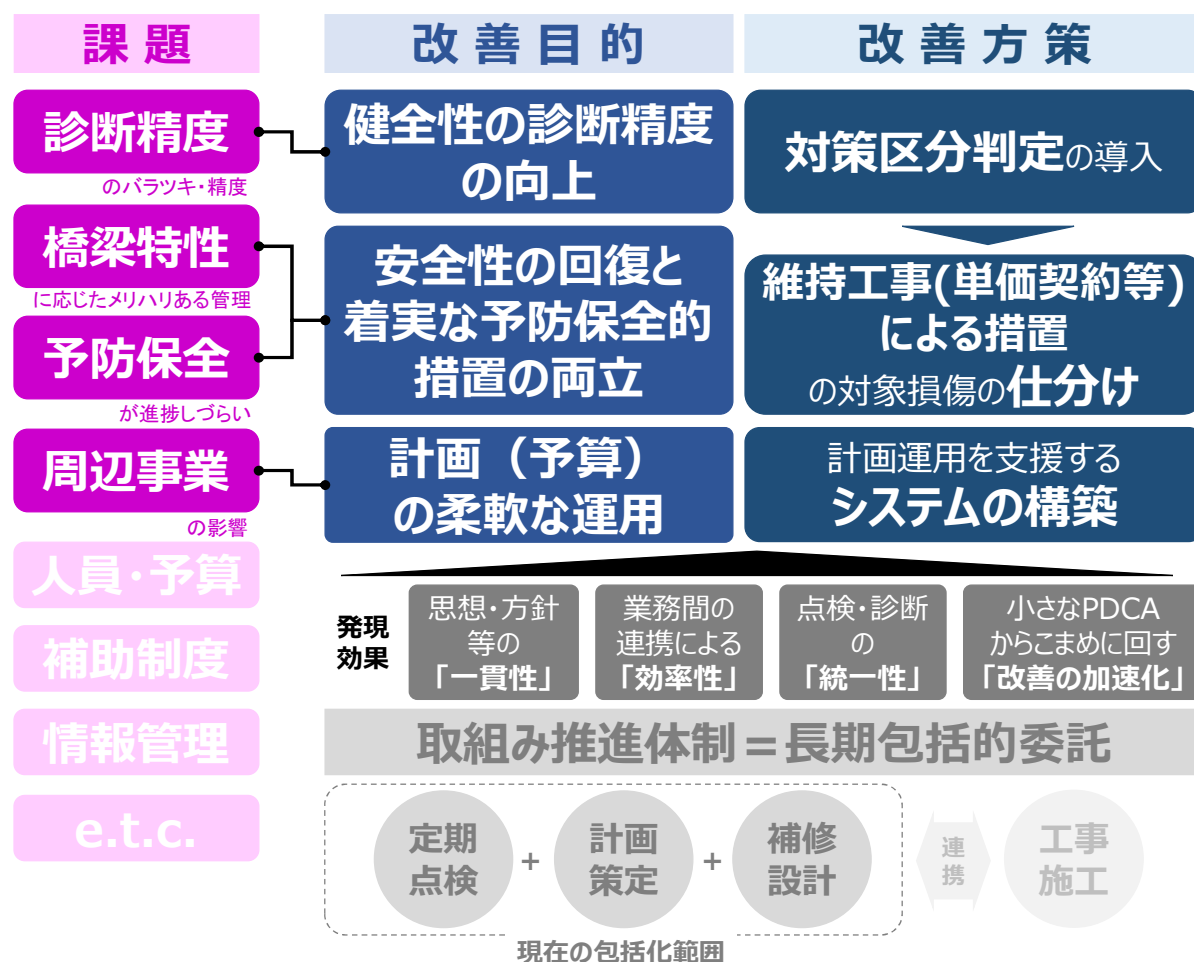 課題
改善目的
改善方策
診断精度
のバラツキ・精度
橋梁特性
に応じたメリハリある管理
予防保全
が進捗しづらい
周辺事業
の影響
人員・予算
補助制度
情報管理
e.t.c.
健全性の診断精度
の向上
安全性の回復と
着実な予防保全的
措置の両立
計画（予算）
の柔軟な運用
対策区分判定の導入
維持工事(単価契約等)
による措置
の対象損傷の仕分け
計画運用を支援する
システムの構築
発現
効果
思想・方針
等の
「一貫性」
業務間の
連携による
「効率性」
点検・診断
の
「統一性」
小さなPDCA
からこまめに回す
「改善の加速化」
取組み推進体制＝長期包括的委託
定期
点検
+
計画
策定
+
補修
設計
連
携
工事
施工
現在の包括化範囲